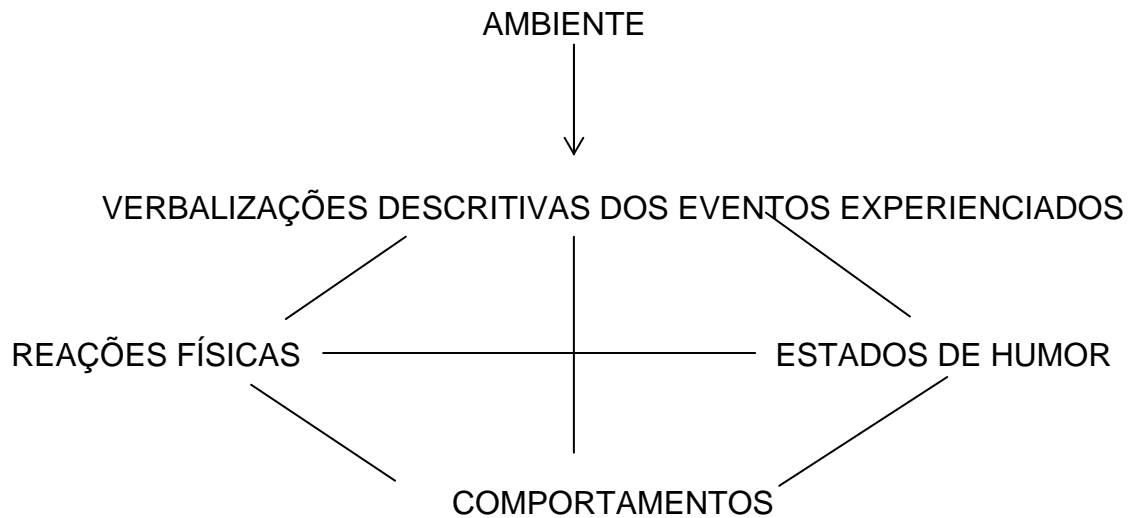 AMBIENTE
VERBALIZAÇÕES DESCRITIVAS DOS EVENTOS EXPERIENCIADOS
REAÇÕES FÍSICAS ESTADOS DE HUMOR
COMPORTAMENTOS